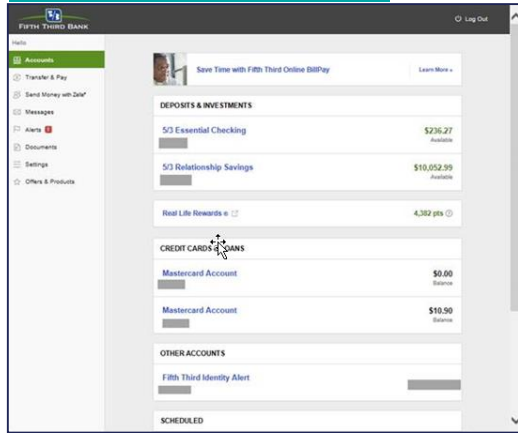 FIFTH THIRD BANK
Log Out
Hello
Accounts
Transfer & Pay
Send Money with Zelle®
Messages
Alerts
Documents
Settings
Offers & Products
Save Time with Fifth Third Online BillPay
Learn More »
DEPOSITS & INVESTMENTS
5/3 Essential Checking
$236.27
Available
5/3 Relationship Savings
$10,052.99
Available
Real Life Rewards
4,382 pts
CREDIT CARDS & LOANS
Mastercard Account
$0.00
Balance
Mastercard Account
$10.90
Balance
OTHER ACCOUNTS
Fifth Third Identity Alert
SCHEDULED